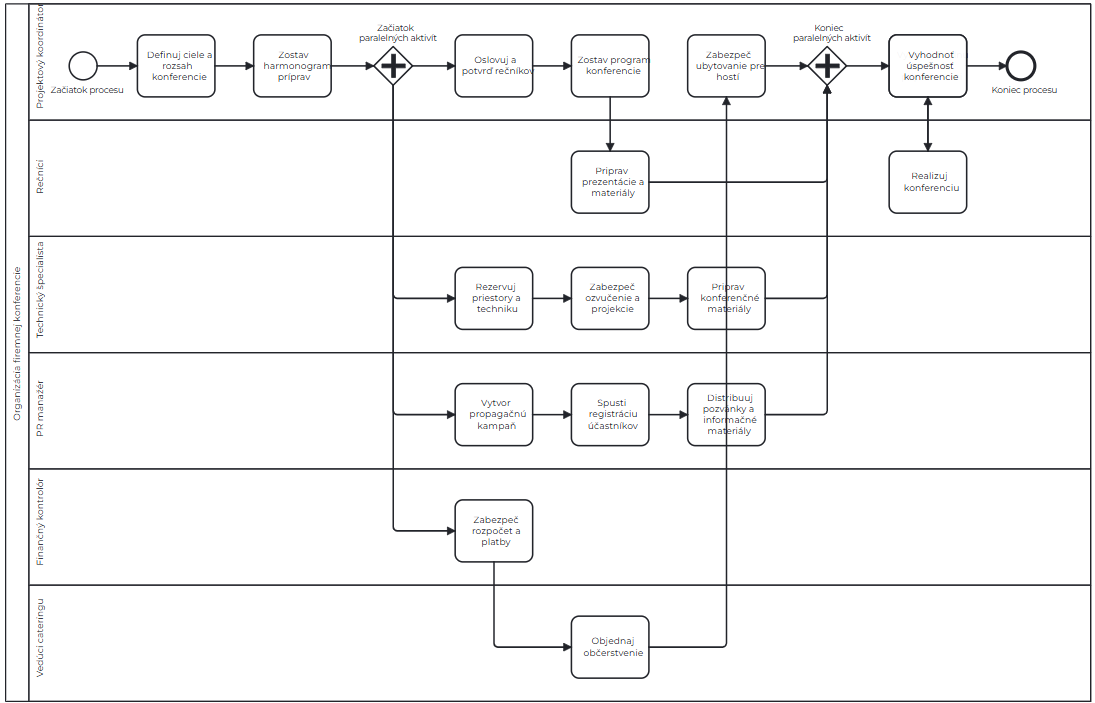 Organizácia firemnej konferencie
Projektový koordinátor
Začiatok procesu
Definuj ciele a
rozsah
konferencie
Zostav
harmonogram
príprav
Začiatok
paralelných aktivít
Oslovuj a
potvrď rečníkov
Zostav program
konferencie
Zabezpeč
ubytovanie pre
hostí
Koniec
paralelných aktivít
Vyhodnoť
úspešnosť
konferencie
Koniec procesu
Rečníci
Priprav
prezentácie a
materiály
Realizuj
konferenciu
Technický špecialista
Rezervuj
priestory a
techniku
Zabezpeč
ozvučenie a
projekcie
Priprav
konferenčné
materiály
PR manažér
Vytvor
propagačnú
kampaň
Spusti
registráciu
účastníkov
Distribuuj
pozvánky a
informačné
materiály
Finančný kontrolór
Zabezpeč
rozpočet a
platby
Vedúci cateringu
Objednaj
občerstvenie